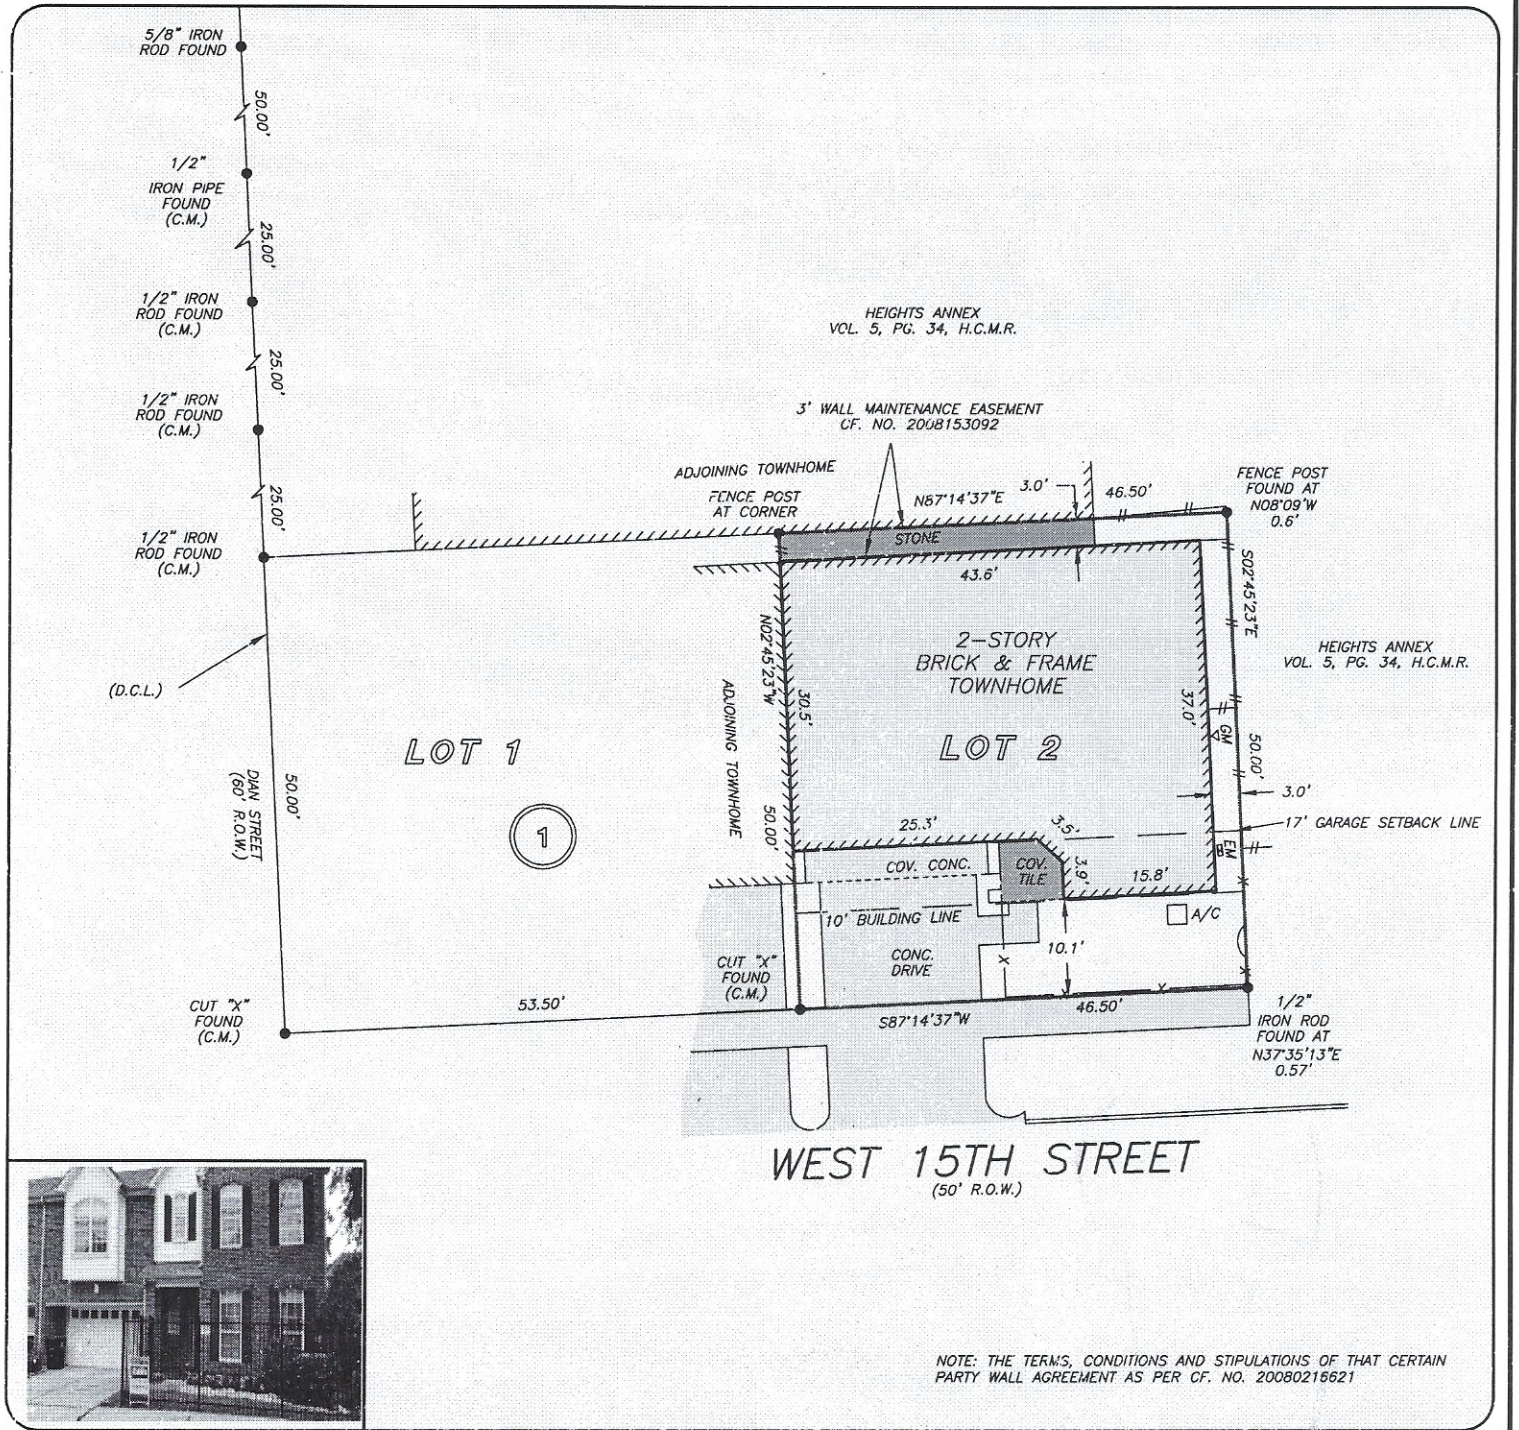 5/8" IRON
ROD FOUND
50.00'
1/2"
IRON PIPE
FOUND
(C.M.)
25.00'
1/2" IRON
ROD FOUND
(C.M.)
25.00'
1/2" IRON
ROD FOUND
(C.M.)
25.00'
1/2" IRON
ROD FOUND
(C.M.)
HEIGHTS ANNEX
VOL. 5, PG. 34, H.C.M.R.
3' WALL MAINTENANCE EASEMENT
CF. NO. 2008153092
ADJOINING TOWNHOME
FENCE POST
AT CORNER
N87°14'37"E
3.0'
46.50'
FENCE POST
FOUND AT
N08°09'W
0.6'
STONE
43.6'
S02°45'23"E
2-STORY
BRICK & FRAME
TOWNHOME
HEIGHTS ANNEX
VOL. 5, PG. 34, H.C.M.R.
(D.C.L.)
N02°45'23"W
30.5'
37.0'
ADJOINING TOWNHOME
LOT 1
LOT 2
GM
50.00'
DIAN STREET
(60' R.O.W.)
50.00'
1
50.00'
3.0'
25.3'
3.5'
17' GARAGE SETBACK LINE
EM
COV. CONC.
COV.
TILE
3.9'
15.8'
10' BUILDING LINE
A/C
CONC.
DRIVE
10.1'
CUT "X"
FOUND
(C.M.)
CUT "X"
FOUND
(C.M.)
53.50'
S87°14'37"W
46.50'
1/2"
IRON ROD
FOUND AT
N37°35'13"E
0.57'
WEST 15TH STREET
(50' R.O.W.)
NOTE: THE TERMS, CONDITIONS AND STIPULATIONS OF THAT CERTAIN
PARTY WALL AGREEMENT AS PER CF. NO. 20080216621